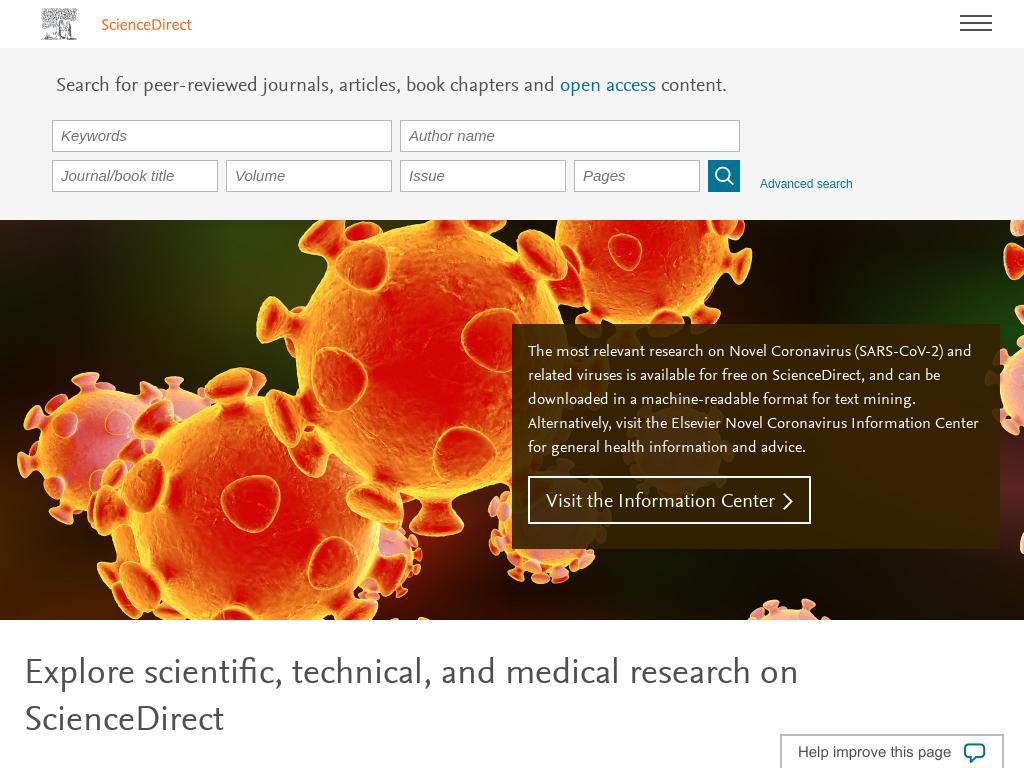 ScienceDirect
Search for peer-reviewed journals, articles, book chapters and open access content.
Keywords
Author name
Journal/book title
Volume
Issue
Pages
Advanced search
The most relevant research on Novel Coronavirus (SARS-CoV-2) and
related viruses is available for free on ScienceDirect, and can be
downloaded in a machine-readable format for text mining.
Alternatively, visit the Elsevier Novel Coronavirus Information Center
for general health information and advice.
Visit the Information Center
Explore scientific, technical, and medical research on
ScienceDirect
Help improve this page